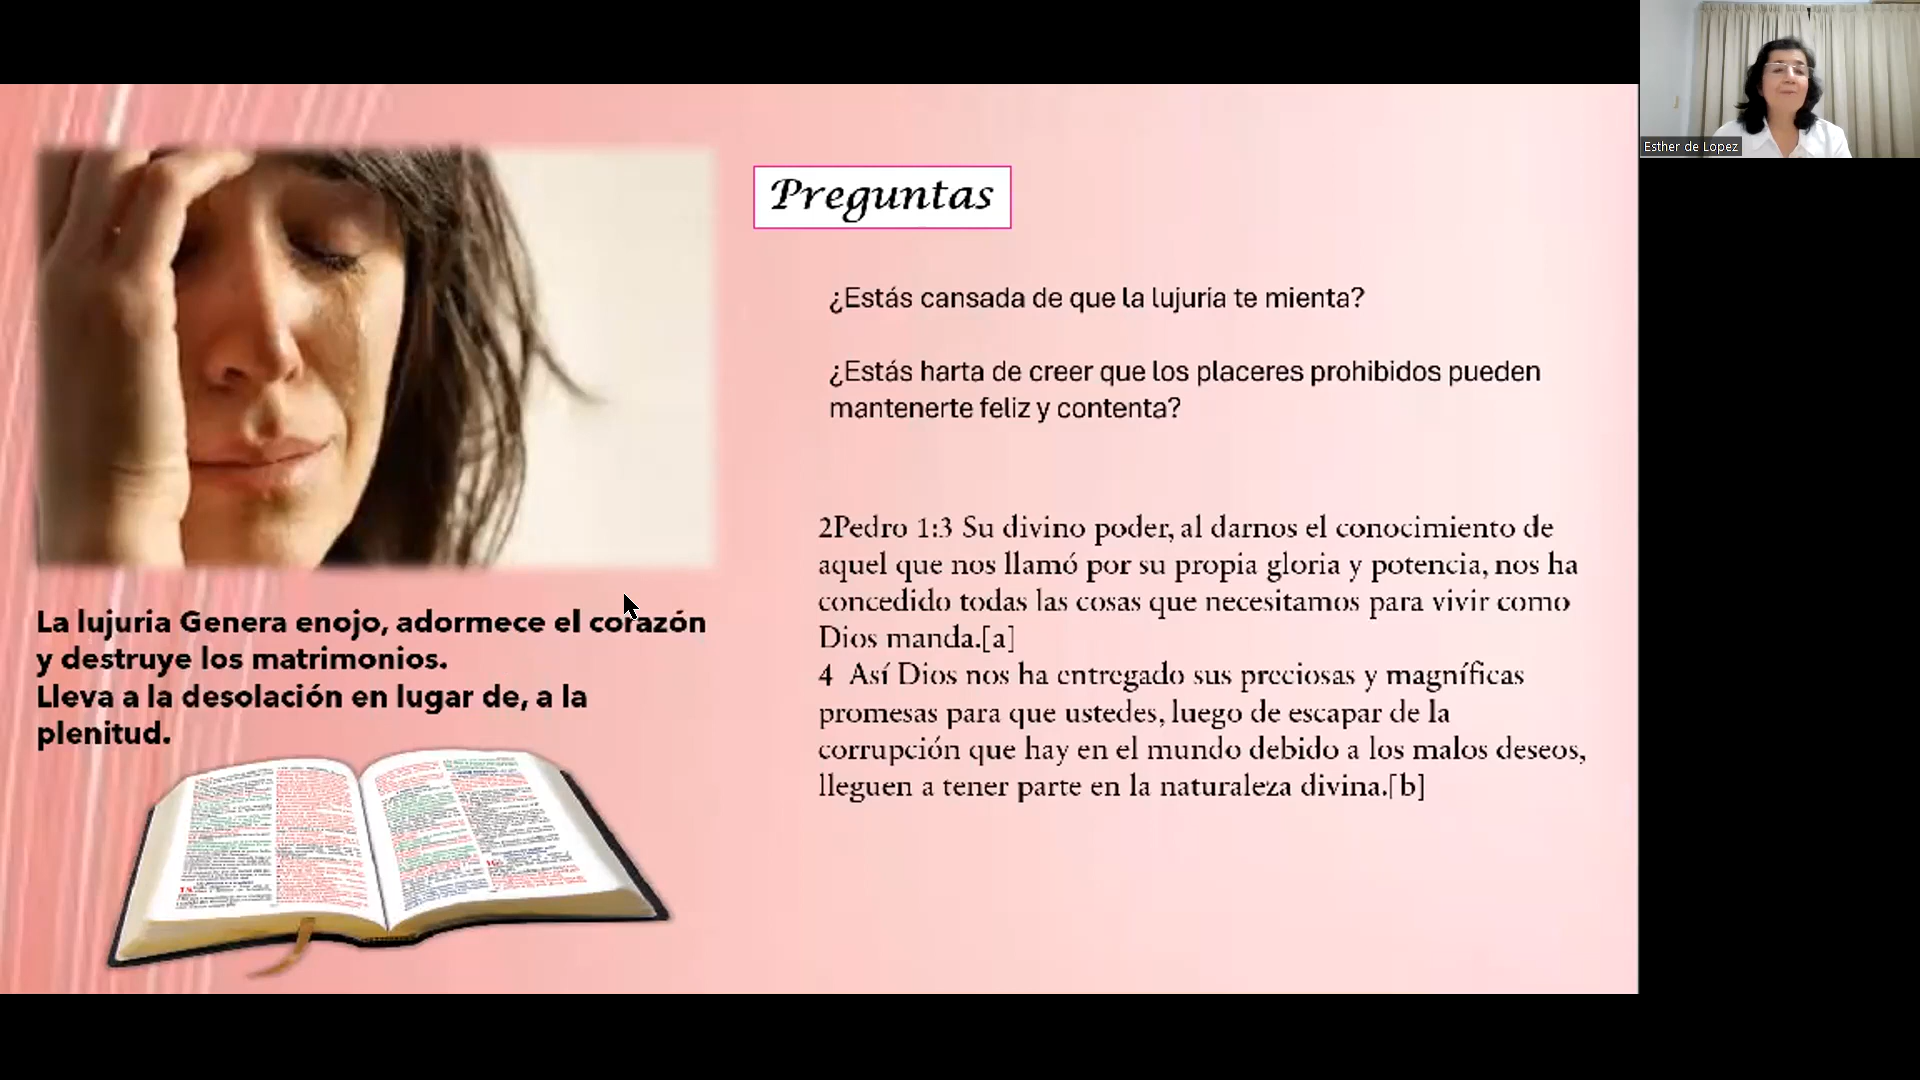 Preguntas
¿Estás cansada de que la lujuria te mienta?
¿Estás harta de creer que los placeres prohibidos pueden
mantenerte feliz y contenta?
2Pedro 1:3 Su divino poder, al darnos el conocimiento de
aquel que nos llamó por su propia gloria y potencia, nos ha
concedido todas las cosas que necesitamos para vivir como
Dios manda.[a]
4 Así Dios nos ha entregado sus preciosas y magníficas
promesas para que ustedes, luego de escapar de la
corrupción que hay en el mundo debido a los malos deseos,
lleguen a tener parte en la naturaleza divina.[b]
La lujuria Genera enojo, adormece el corazón
y destruye los matrimonios.
Lleva a la desolación en lugar de, a la
plenitud.
Esther de Lopez